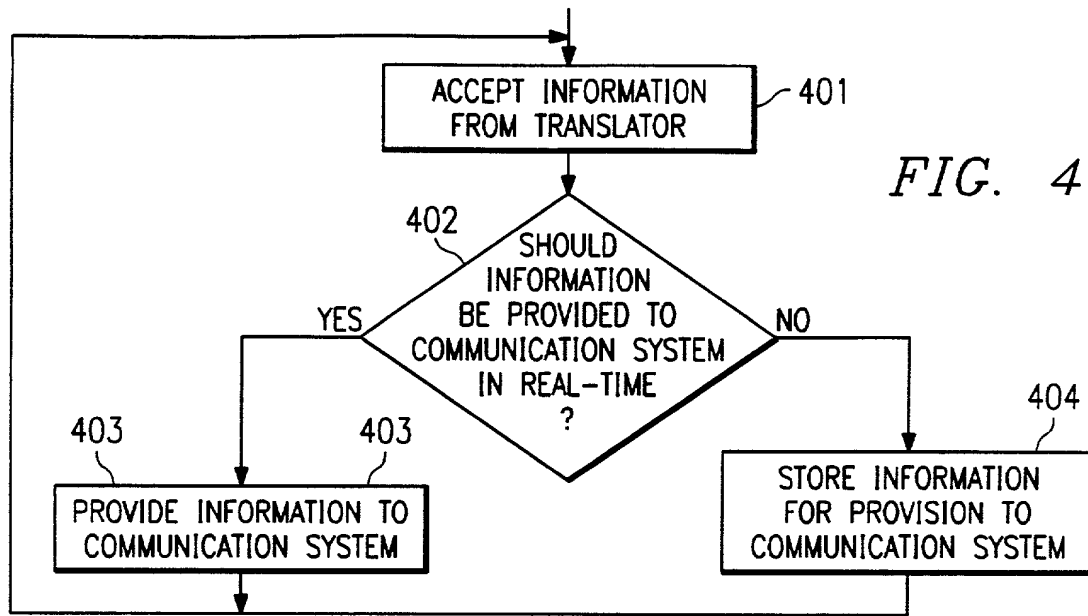 ACCEPT INFORMATION
FROM TRANSLATOR
401
FIG. 4
402
SHOULD
INFORMATION
BE PROVIDED TO
COMMUNICATION SYSTEM
IN REAL-TIME
?
YES
NO
403
403
PROVIDE INFORMATION TO
COMMUNICATION SYSTEM
404
STORE INFORMATION
FOR PROVISION TO
COMMUNICATION SYSTEM